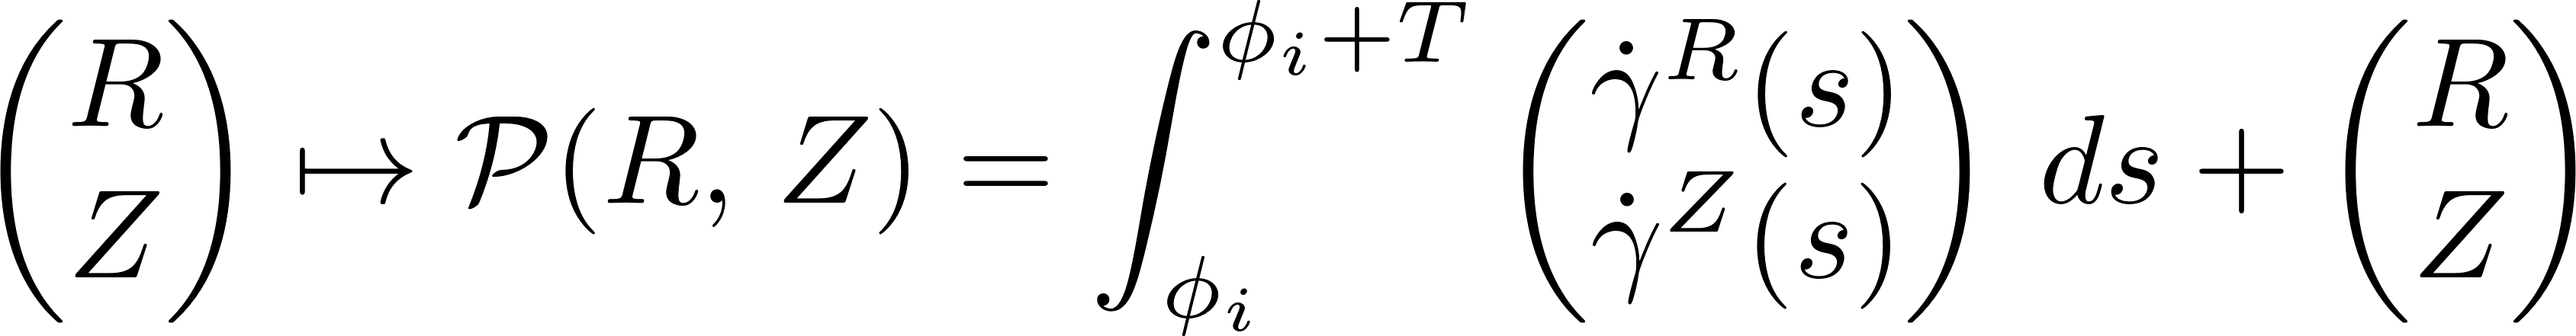 \begin{pmatrix} R \\ Z \end{pmatrix} \mapsto \mathcal{P}(R, Z) = \int_{\phi_i}^{\phi_i+T} \begin{pmatrix} \dot{\gamma}^R(s) \\ \dot{\gamma}^Z(s) \end{pmatrix} ds + \begin{pmatrix} R \\ Z \end{pmatrix}